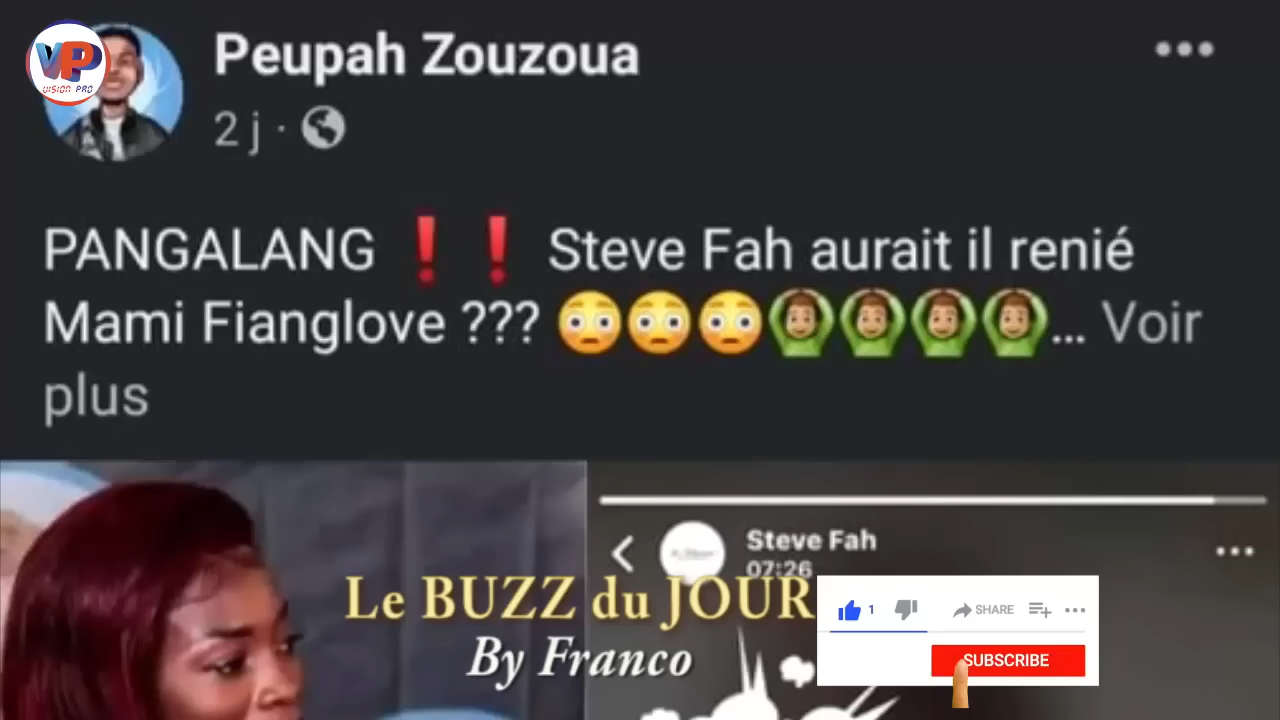 VP
VISION PRO
Peupah Zouzoua
2 j ·
PANGALANG ❗❗ Steve Fah aurait il renié
Mami Fianglove ??? 😳😳😳🙆🏼‍♂️🙆🏼‍♂️🙆🏼‍♂️🙆🏼‍♂️... Voir
plus
Steve Fah
07:26
Le BUZZ du JOUR
By Franco
1 SHARE
SUBSCRIBE